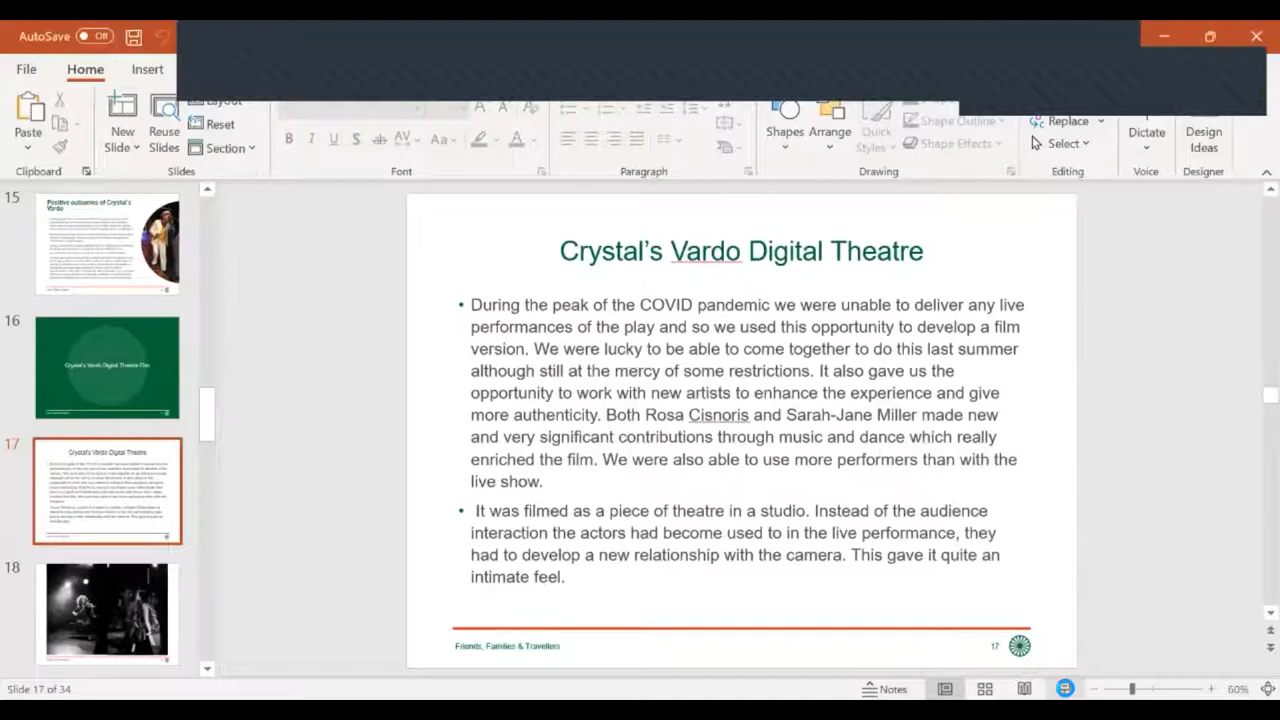 AutoSave Off
File Home Insert
Paste
New Slide
Reuse Slides
Layout
Reset
Section
Shapes
Arrange
Quick Styles
Shape Outline
Shape Effects
Replace
Select
Dictate
Design Ideas
Clipboard Slides Font Paragraph Drawing Editing Voice Designer
15
Positive outcomes of Crystal's
Vardo
16
Crystal's Vardo Digital Theatre Film
17
Crystal's Vardo Digital Theatre
18
Crystal's Vardo Digital Theatre
• During the peak of the COVID pandemic we were unable to deliver any live
performances of the play and so we used this opportunity to develop a film
version. We were lucky to be able to come together to do this last summer
although still at the mercy of some restrictions. It also gave us the
opportunity to work with new artists to enhance the experience and give
more authenticity. Both Rosa Cisnoris and Sarah-Jane Miller made new
and very significant contributions through music and dance which really
enriched the film. We were also able to use more performers than with the
live show.
• It was filmed as a piece of theatre in a studio. Instead of the audience
interaction the actors had become used to in the live performance, they
had to develop a new relationship with the camera. This gave it quite an
intimate feel.
Friends, Families & Travellers 17
Slide 17 of 34 Notes 60%